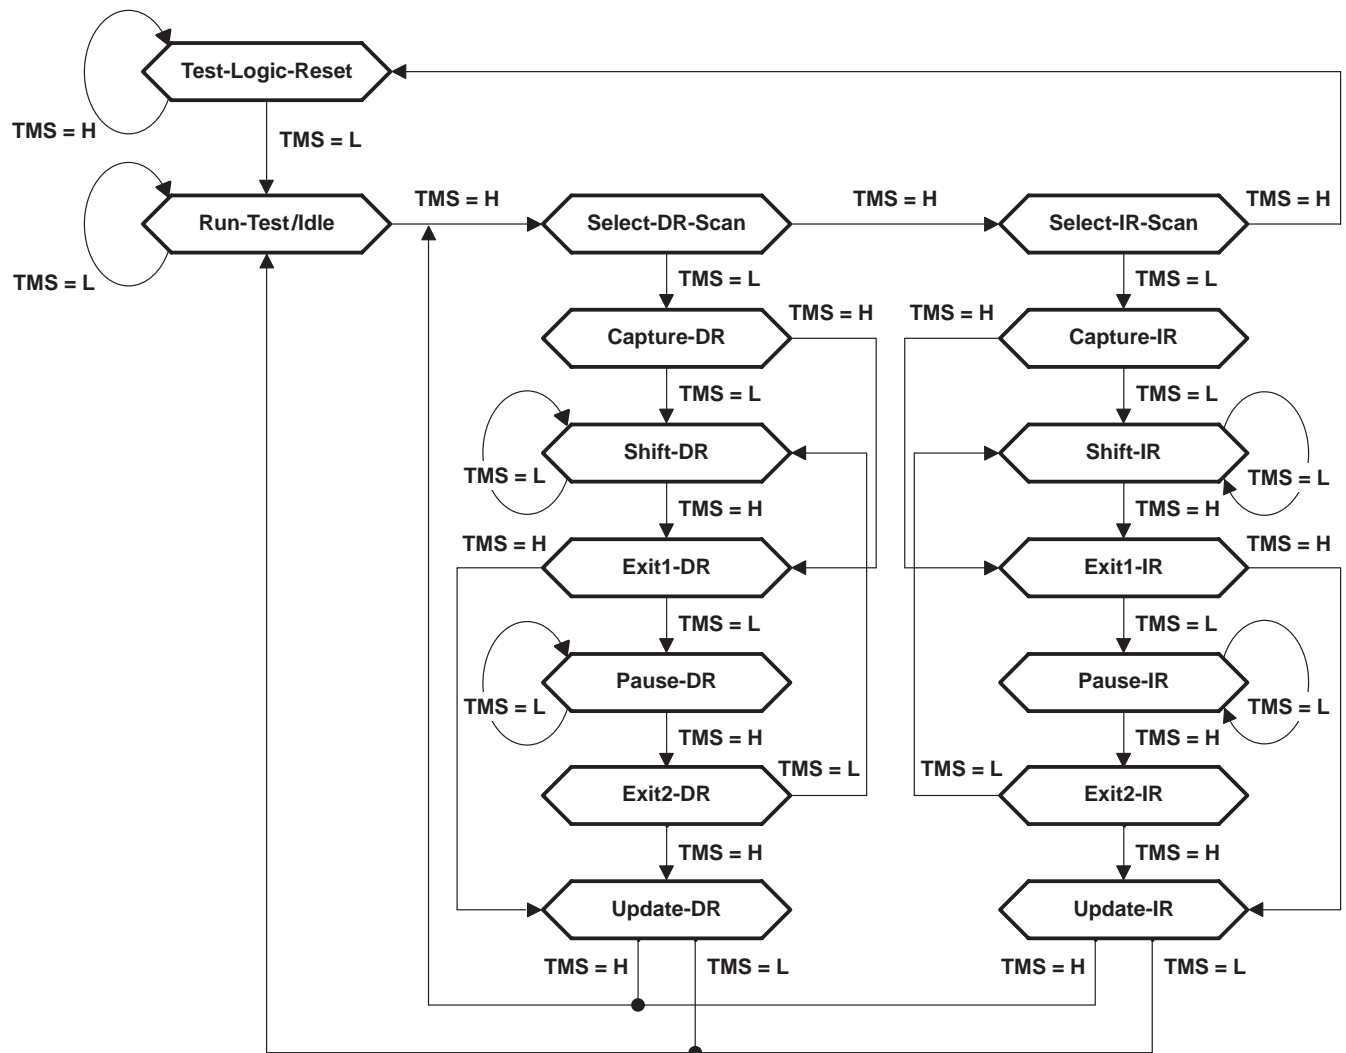 Test-Logic-Reset
TMS = H
TMS = L
TMS = H
TMS = H
TMS = H
Run-Test/Idle
Select-DR-Scan
Select-IR-Scan
TMS = L
TMS = L
TMS = L
TMS = H
TMS = H
Capture-DR
Capture-IR
TMS = L
TMS = L
Shift-DR
Shift-IR
TMS = L
TMS = L
TMS = H
TMS = H
TMS = H
TMS = H
Exit1-DR
Exit1-IR
TMS = L
TMS = L
Pause-DR
Pause-IR
TMS = L
TMS = L
TMS = H
TMS = H
TMS = L
TMS = L
Exit2-DR
Exit2-IR
TMS = H
TMS = H
Update-DR
Update-IR
TMS = H
TMS = L
TMS = H
TMS = L